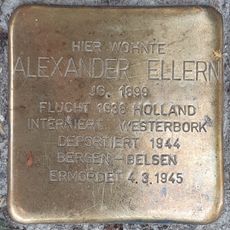 HIER WOHNTE
ALEXANDER ELLERN
JG. 1899
FLUCHT 1938 HOLLAND
INTERNIERT WESTERBORK
DEPORTIERT 1944
BERGEN-BELSEN
ERMORDET 4.3.1945